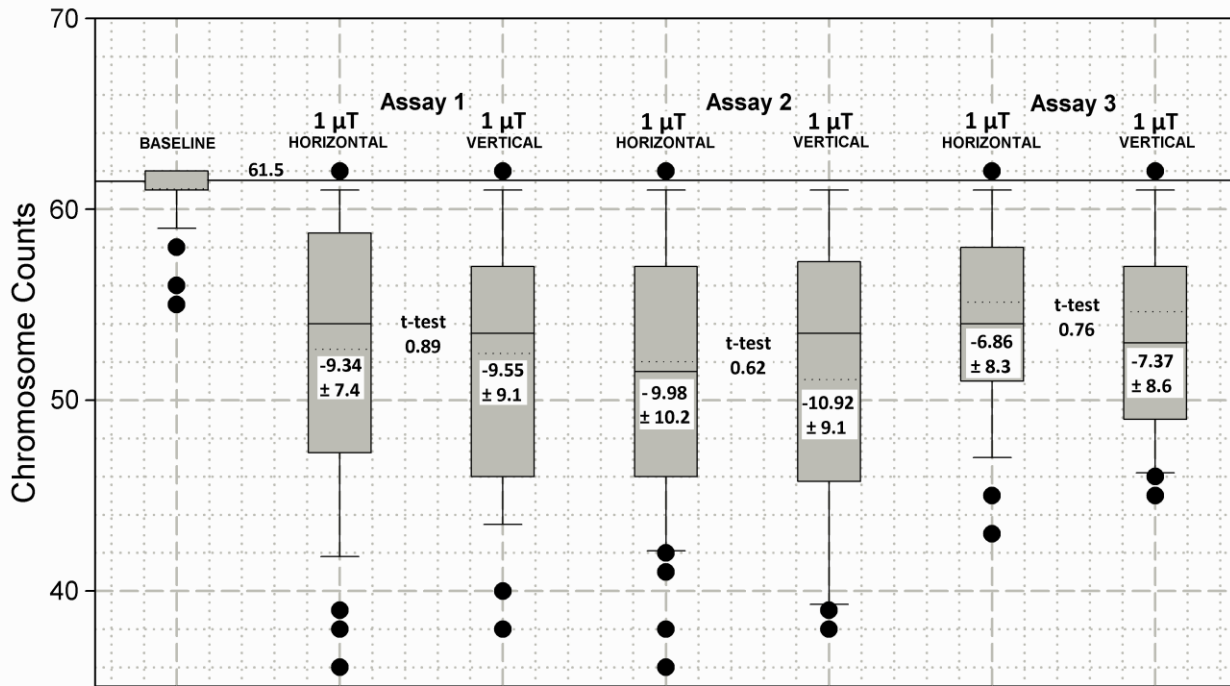 70
60
50
40
Chromosome Counts
BASELINE
61.5
Assay 1
1 µT
HORIZONTAL
1 µT
VERTICAL
t-test
0.89
-9.34
± 7.4
-9.55
± 9.1
Assay 2
1 µT
HORIZONTAL
1 µT
VERTICAL
t-test
0.62
- 9.98
± 10.2
-10.92
± 9.1
Assay 3
1 µT
HORIZONTAL
1 µT
VERTICAL
t-test
0.76
-6.86
± 8.3
-7.37
± 8.6